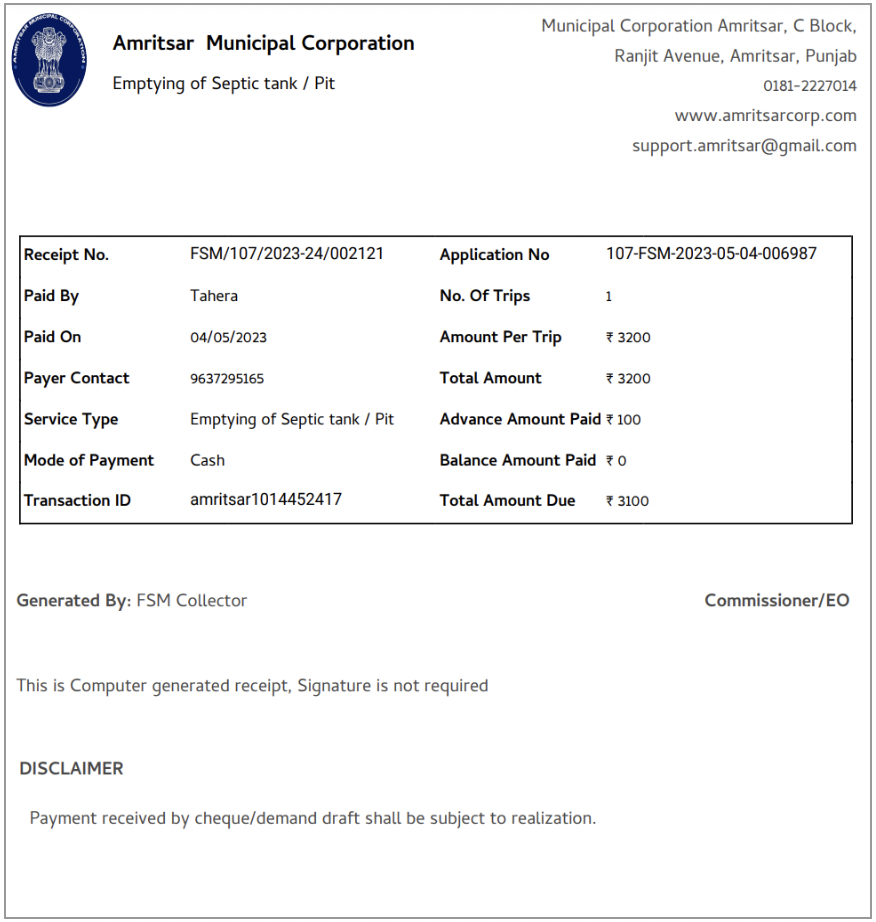 AMRITSAR MUNICIPAL CORPORATION
Amritsar Municipal Corporation
Emptying of Septic tank / Pit
Municipal Corporation Amritsar, C Block,
Ranjit Avenue, Amritsar, Punjab
0181-2227014
www.amritsarcorp.com
support.amritsar@gmail.com
Receipt No. FSM/107/2023-24/002121 Application No 107-FSM-2023-05-04-006987
Paid By Tahera No. Of Trips 1
Paid On 04/05/2023 Amount Per Trip ₹ 3200
Payer Contact 9637295165 Total Amount ₹ 3200
Service Type Emptying of Septic tank / Pit Advance Amount Paid ₹ 100
Mode of Payment Cash Balance Amount Paid ₹ 0
Transaction ID amritsar1014452417 Total Amount Due ₹ 3100
Generated By: FSM Collector Commissioner/EO
This is Computer generated receipt, Signature is not required
DISCLAIMER
Payment received by cheque/demand draft shall be subject to realization.